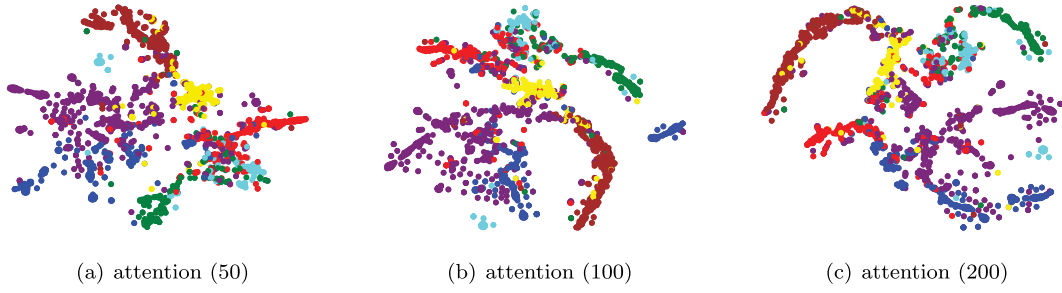 (a) attention (50)
(b) attention (100)
(c) attention (200)